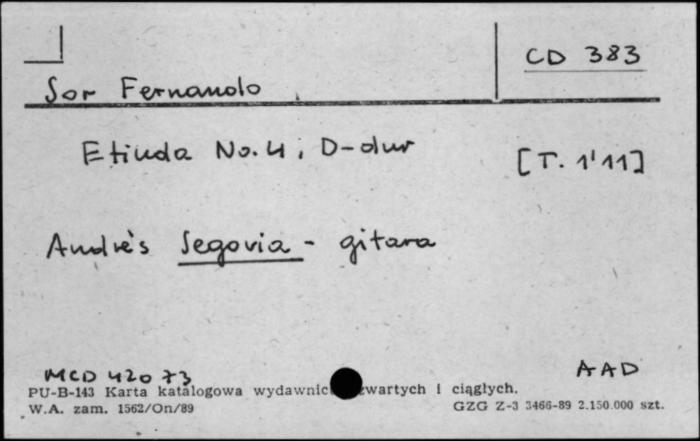 CD 383
Sor Fernando
Etiuda No. 4, D-dur [T. 1'11]
Andrés Segovia - gitara
MCD 42073 AAD
PU-B-143 Karta katalogowa wydawnic wartych i ciągłych.
W.A. zam. 1562/On/89 GZG Z-3 3466-89 2.150.000 szt.